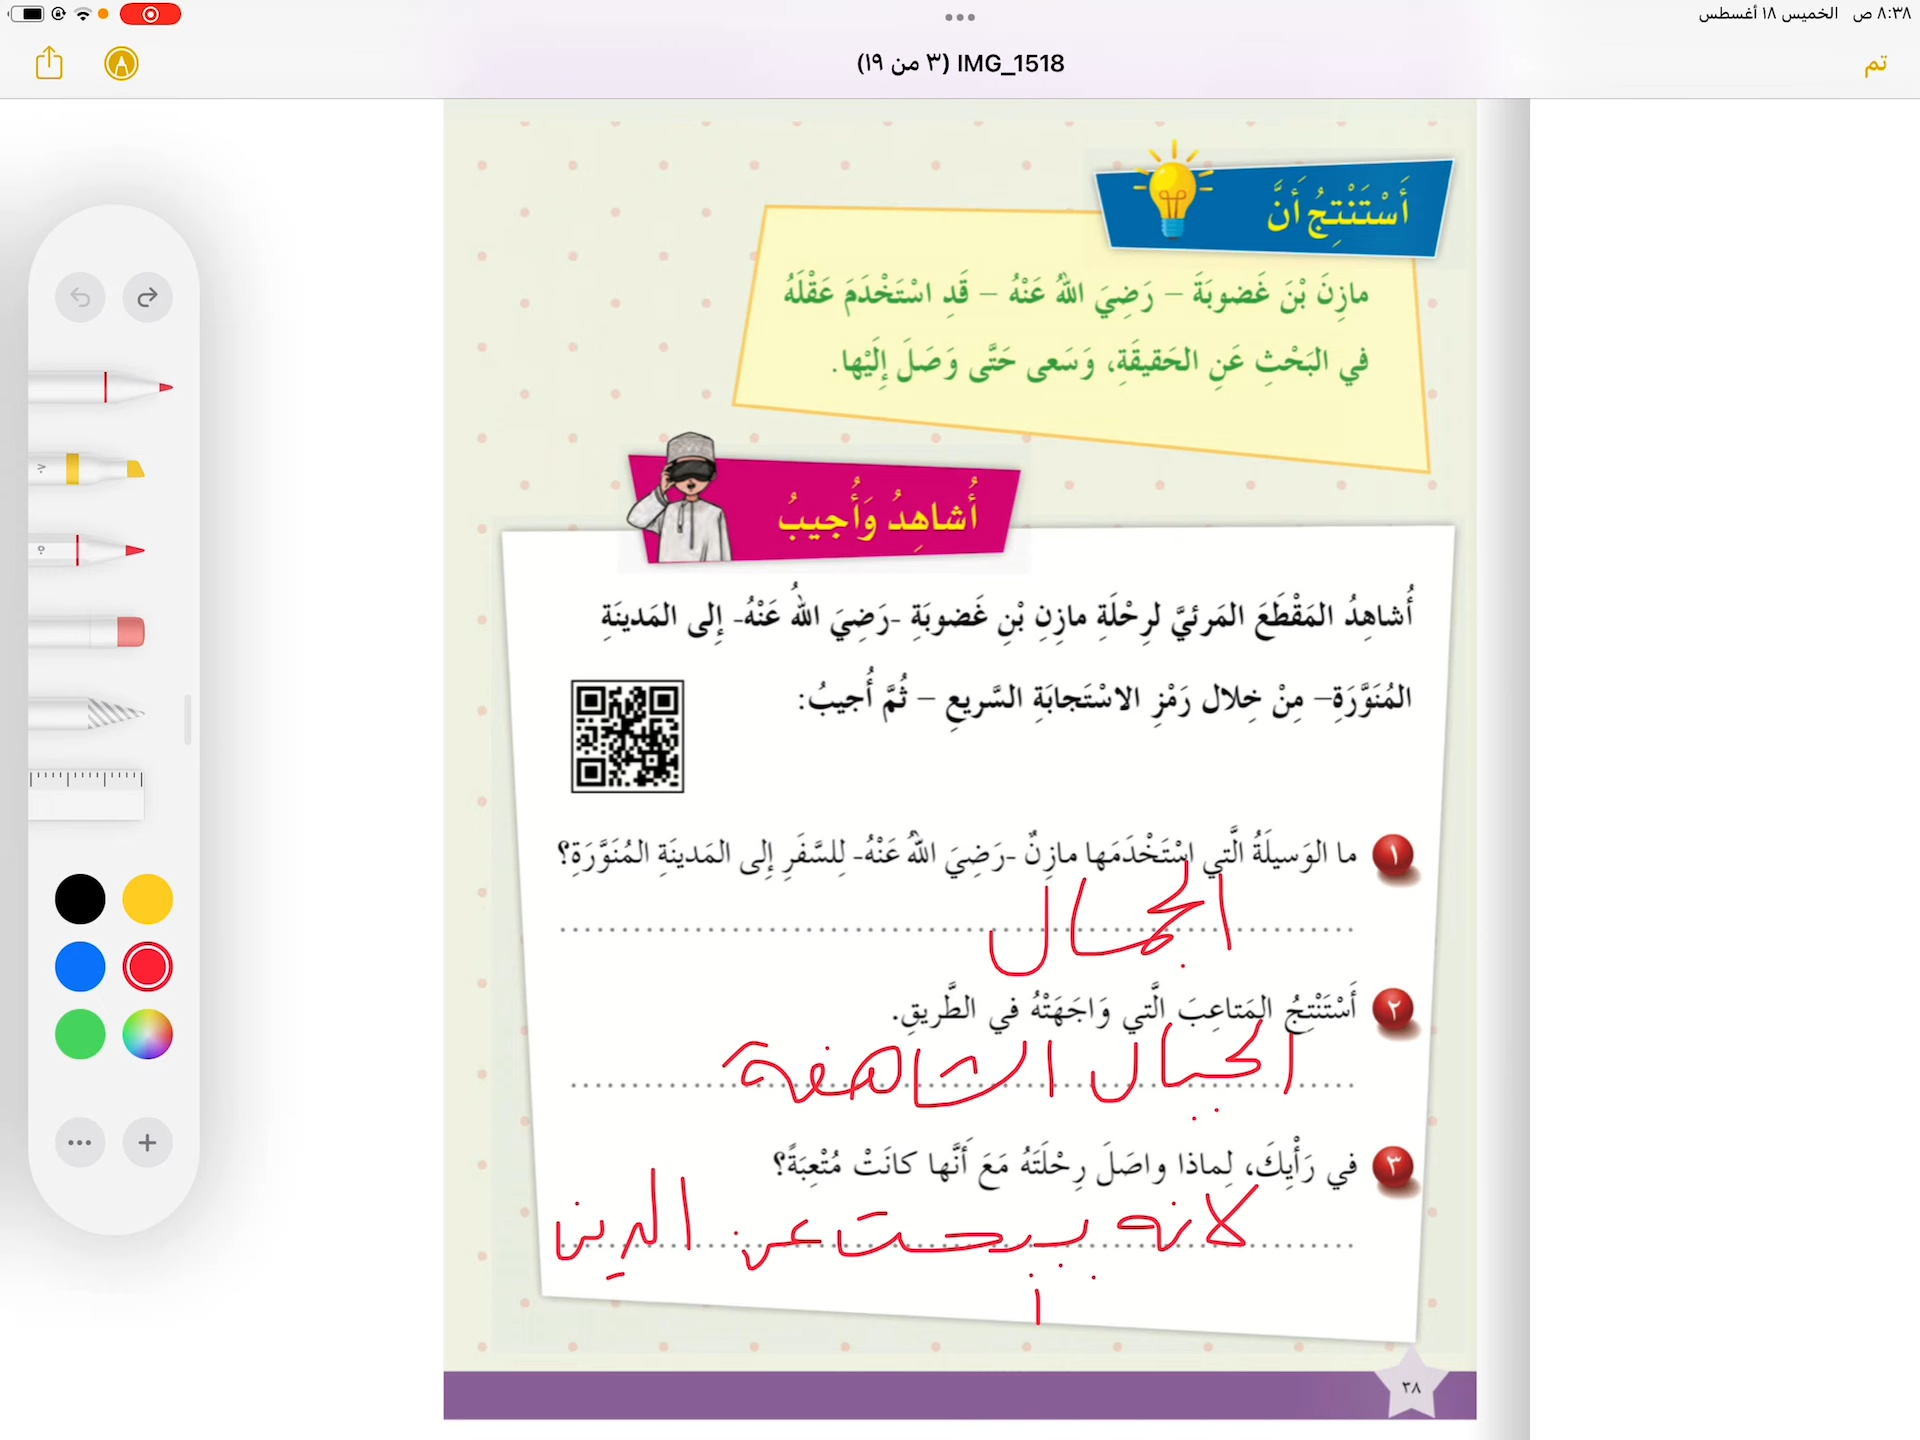 ٨:٣٨ ص الخميس ١٨ أغسطس
IMG_1518 (٣ من ١٩)
تم
أَسْتَنْتِجُ أَنَّ
مازِنَ بْنَ غَضوبَةَ – رَضِيَ اللهُ عَنْهُ – قَدِ اسْتَخْدَمَ عَقْلَهُ
في البَحْثِ عَنِ الحَقيقَةِ، وَسَعى حَتَّى وَصَلَ إِلَيْها.
أُشاهِدُ وَأُجيبُ
أُشاهِدُ المَقْطَعَ المَرئيَّ لرِحْلَةِ مازِنِ بْنِ غَضوبَةِ -رَضِيَ اللهُ عَنْهُ- إِلى المَدينَةِ
المُنَوَّرَةِ– مِنْ خِلال رَمْزِ الاسْتَجابَةِ السَّريعِ – ثُمَّ أُجيبُ:
١ ما الوَسيلَةُ الَّتي اسْتَخْدَمَها مازِنٌ -رَضِيَ اللهُ عَنْهُ- لِلسَّفَرِ إِلى المَدينَةِ المُنَوَّرَةِ؟
الجمال
٢ أَسْتَنْتِجُ المَتاعِبَ الَّتي وَاجَهَتْهُ في الطَّريقِ.
الجبال الشاهقة
٣ في رَأْيِكَ، لِماذا واصَلَ رِحْلَتَهُ مَعَ أَنَّها كانَتْ مُتْعِبَةً؟
لانه يبحث عن الدين
٣٨